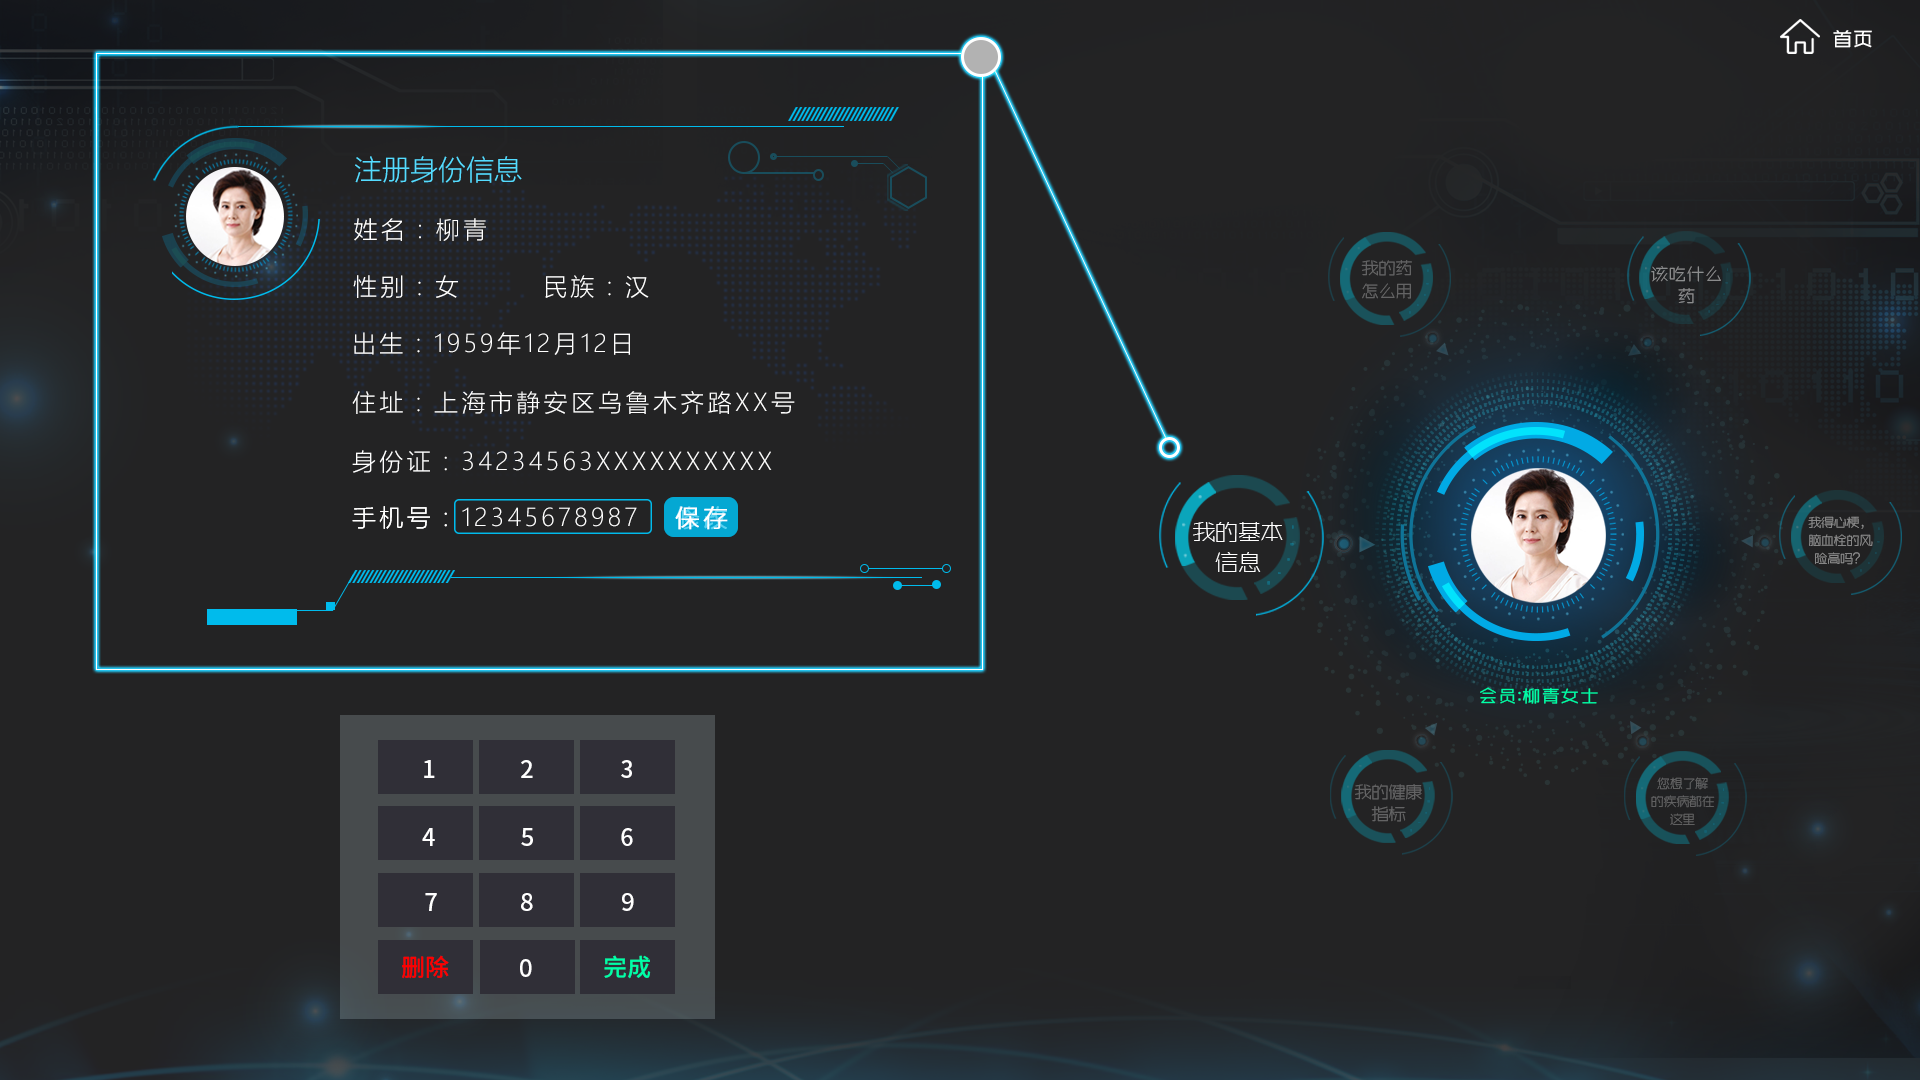 首页
注册身份信息
姓名：柳青
性别：女 民族：汉
出生：1959年12月12日
住址：上海市静安区乌鲁木齐路XX号
身份证：34234563XXXXXXXXXX
手机号：12345678987 保存
1 2 3
4 5 6
7 8 9
删除 0 完成
我的药
怎么用
该吃什么
药
我的基本
信息
我得心梗，
脑血栓的风
险高吗？
会员:柳青女士
我的健康
指标
您想了解
的疾病都在
这里